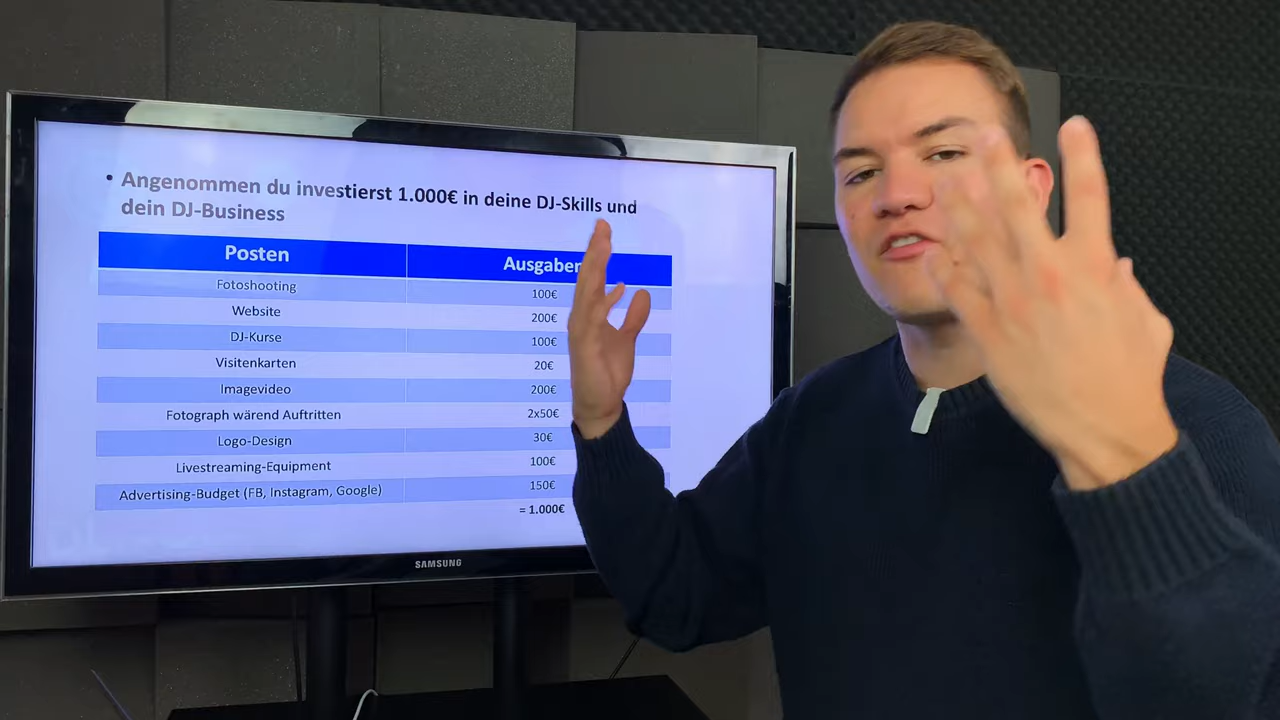 • Angenommen du investierst 1.000€ in deine DJ-Skills und
dein DJ-Business
Posten Ausgaben
Fotoshooting 100€
Website 200€
DJ-Kurse 100€
Visitenkarten 20€
Imagevideo 200€
Fotograph wärend Auftritten 2x50€
Logo-Design 30€
Livestreaming-Equipment 100€
Advertising-Budget (FB, Instagram, Google) 150€
= 1.000€
SAMSUNG